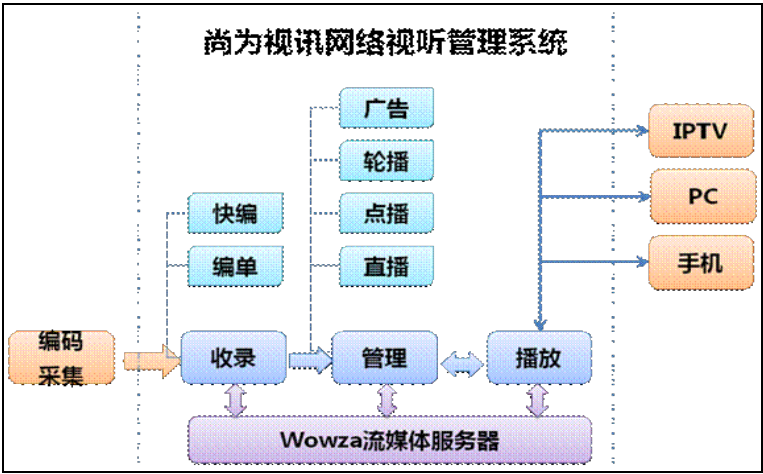 尚为视讯网络视听管理系统
广告
轮播
点播
直播
快编
编单
IPTV
PC
手机
编码
采集
收录
管理
播放
Wowza流媒体服务器